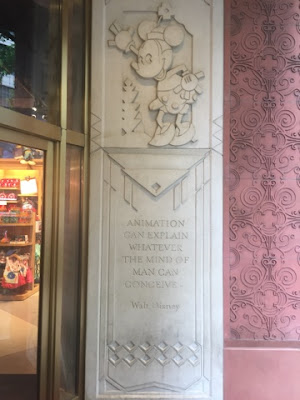 ANIMATION
CAN EXPLAIN
WHATEVER
THE MIND OF
MAN CAN
CONCEIVE.
Walt Disney